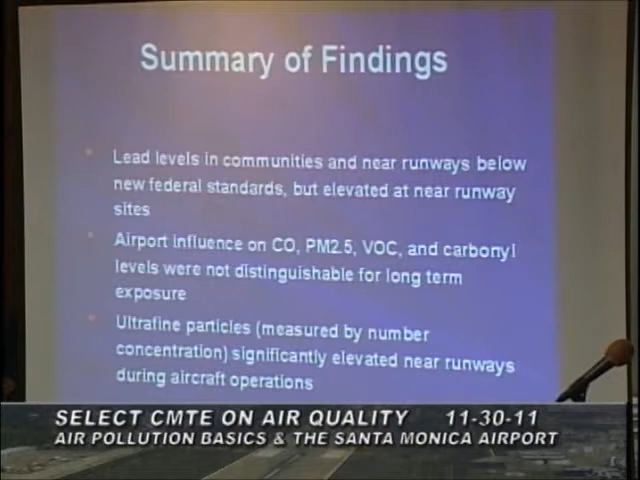 Summary of Findings
Lead levels in communities and near runways below
new federal standards, but elevated at near runway
sites
Airport influence on CO, PM2.5, VOC, and carbonyl
levels were not distinguishable for long term
exposure
Ultrafine particles (measured by number
concentration) significantly elevated near runways
during aircraft operations
SELECT CMTE ON AIR QUALITY 11-30-11
AIR POLLUTION BASICS & THE SANTA MONICA AIRPORT